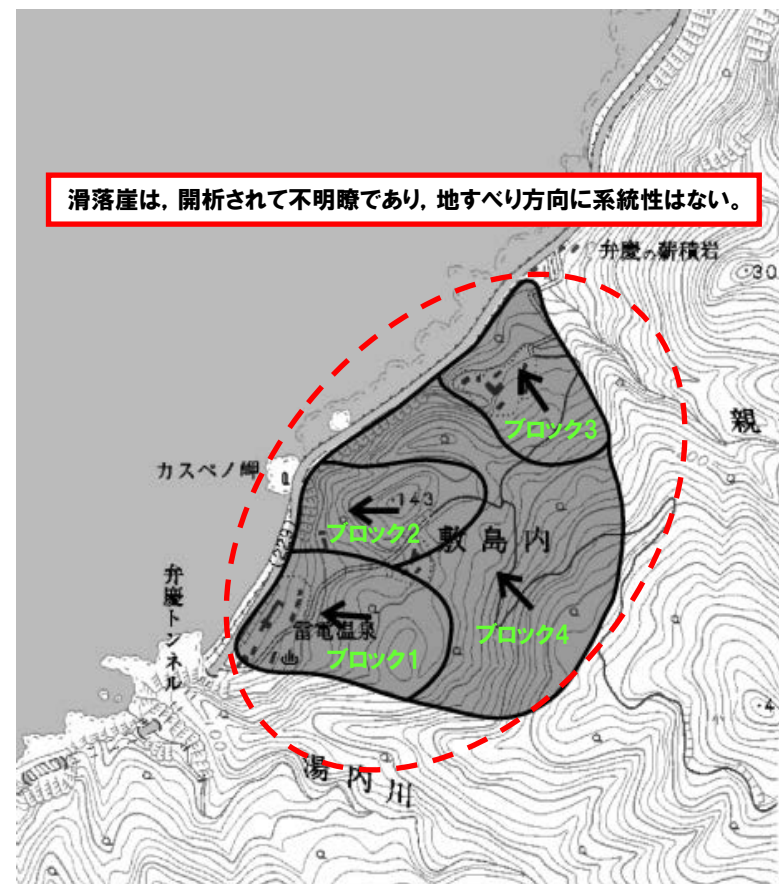 滑落崖は，開析されて不明瞭であり，地すべり方向に系統性はない。
弁慶の薪積岩
30
親
ブロック3
カスペノ岬
・143
ブロック2
敷島内
(229)
弁慶トンネル
雷電温泉
ブロック1
ブロック4
・4
湯内川